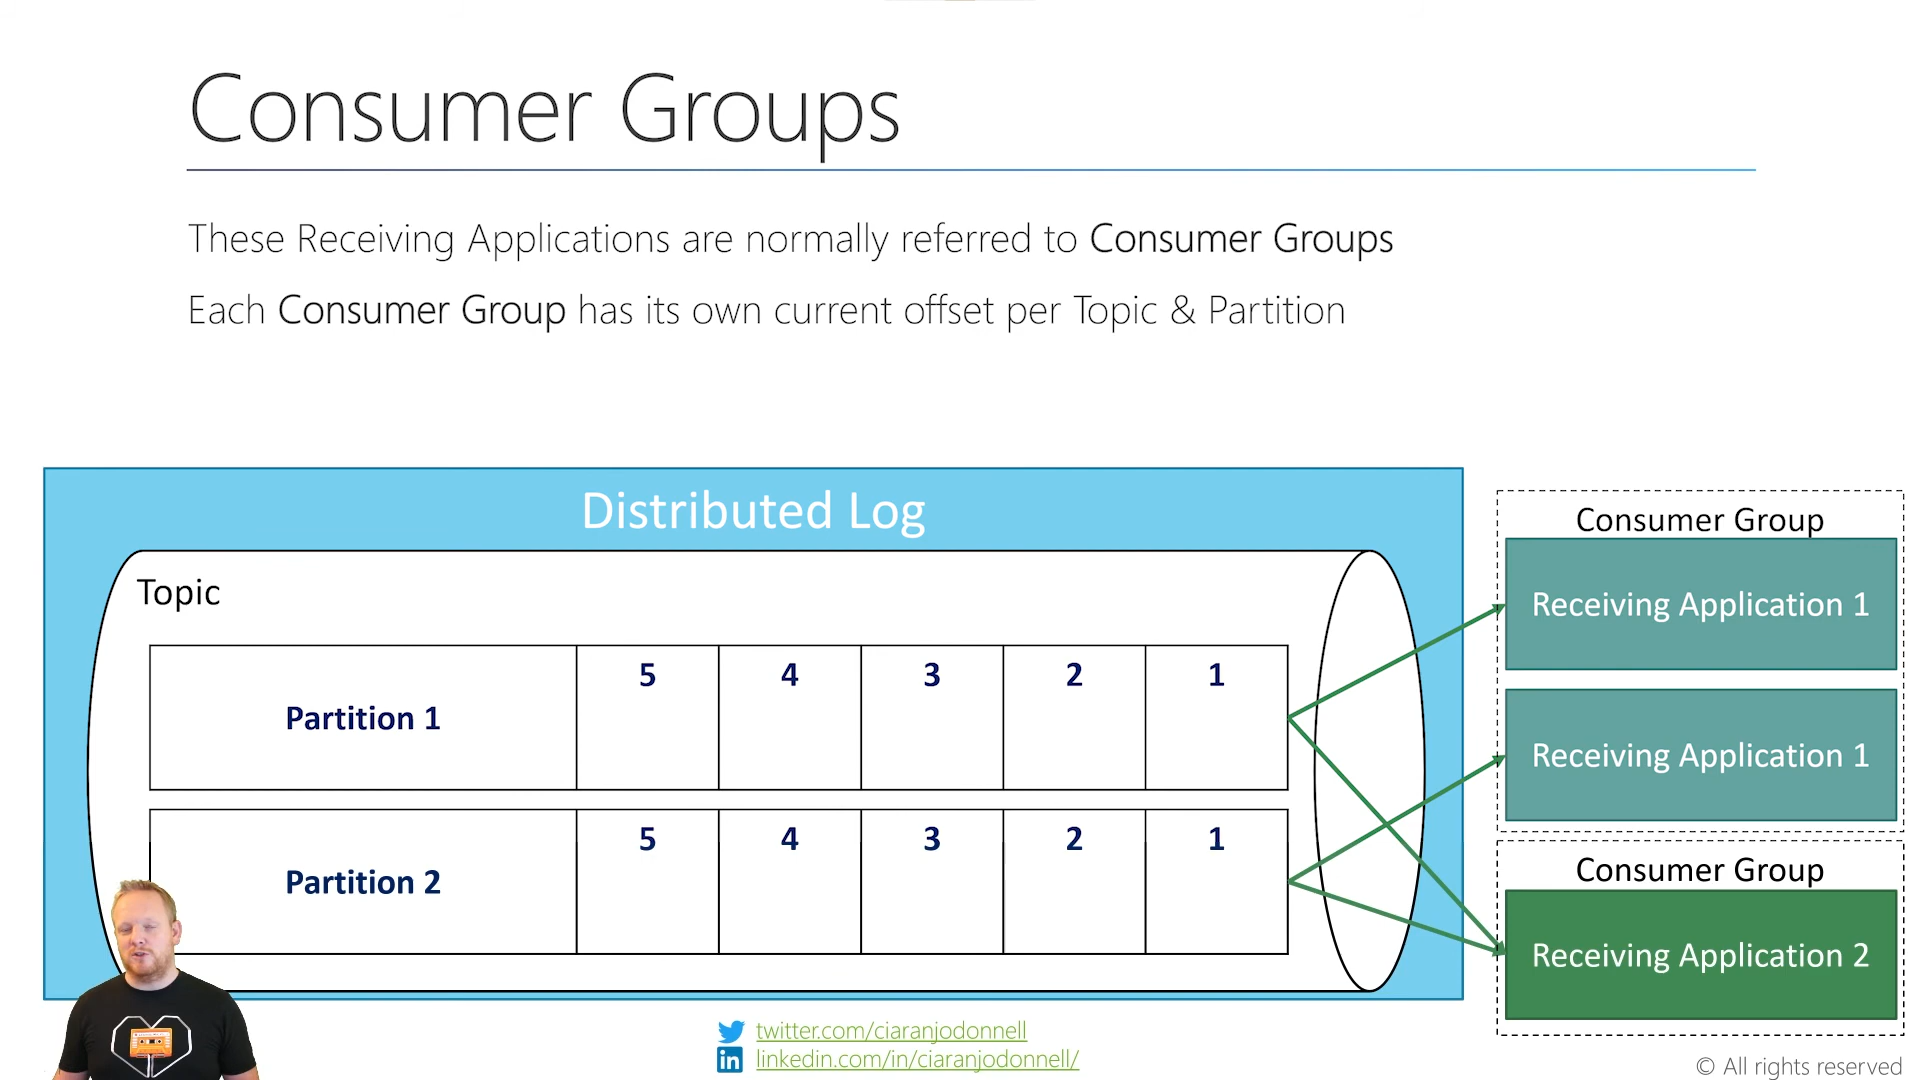 Consumer Groups
These Receiving Applications are normally referred to Consumer Groups
Each Consumer Group has its own current offset per Topic & Partition
Distributed Log
Topic
Partition 1
5
4
3
2
1
Partition 2
5
4
3
2
1
Consumer Group
Receiving Application 1
Receiving Application 1
Consumer Group
Receiving Application 2
twitter.com/ciaranjodonnell
in linkedin.com/in/ciaranjodonnell/
© All rights reserved